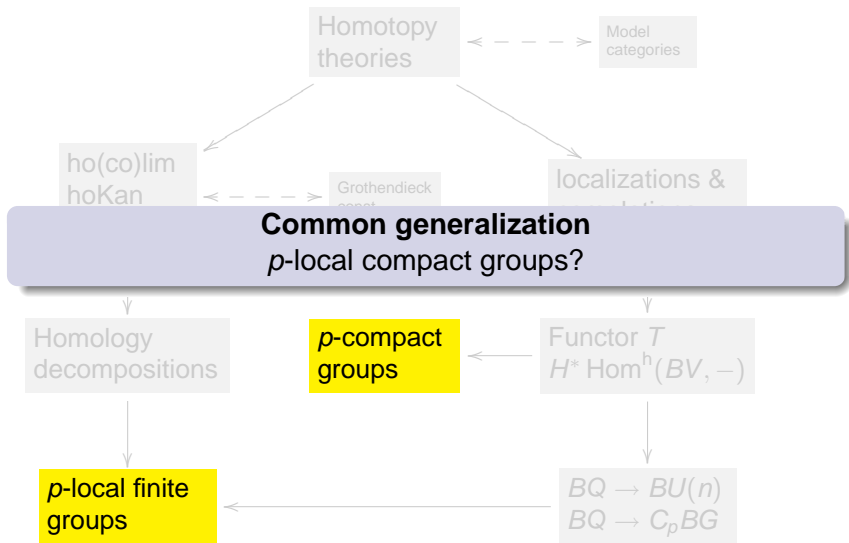 Homotopy
theories
Model
categories
ho(co)lim
hoKan
Grothendieck
localizations &
Common generalization
p-local compact groups?
Homology
decompositions
p-compact
groups
Functor T
H* Homʰ(BV, −)
p-local finite
groups
BQ → BU(n)
BQ → CₚBG